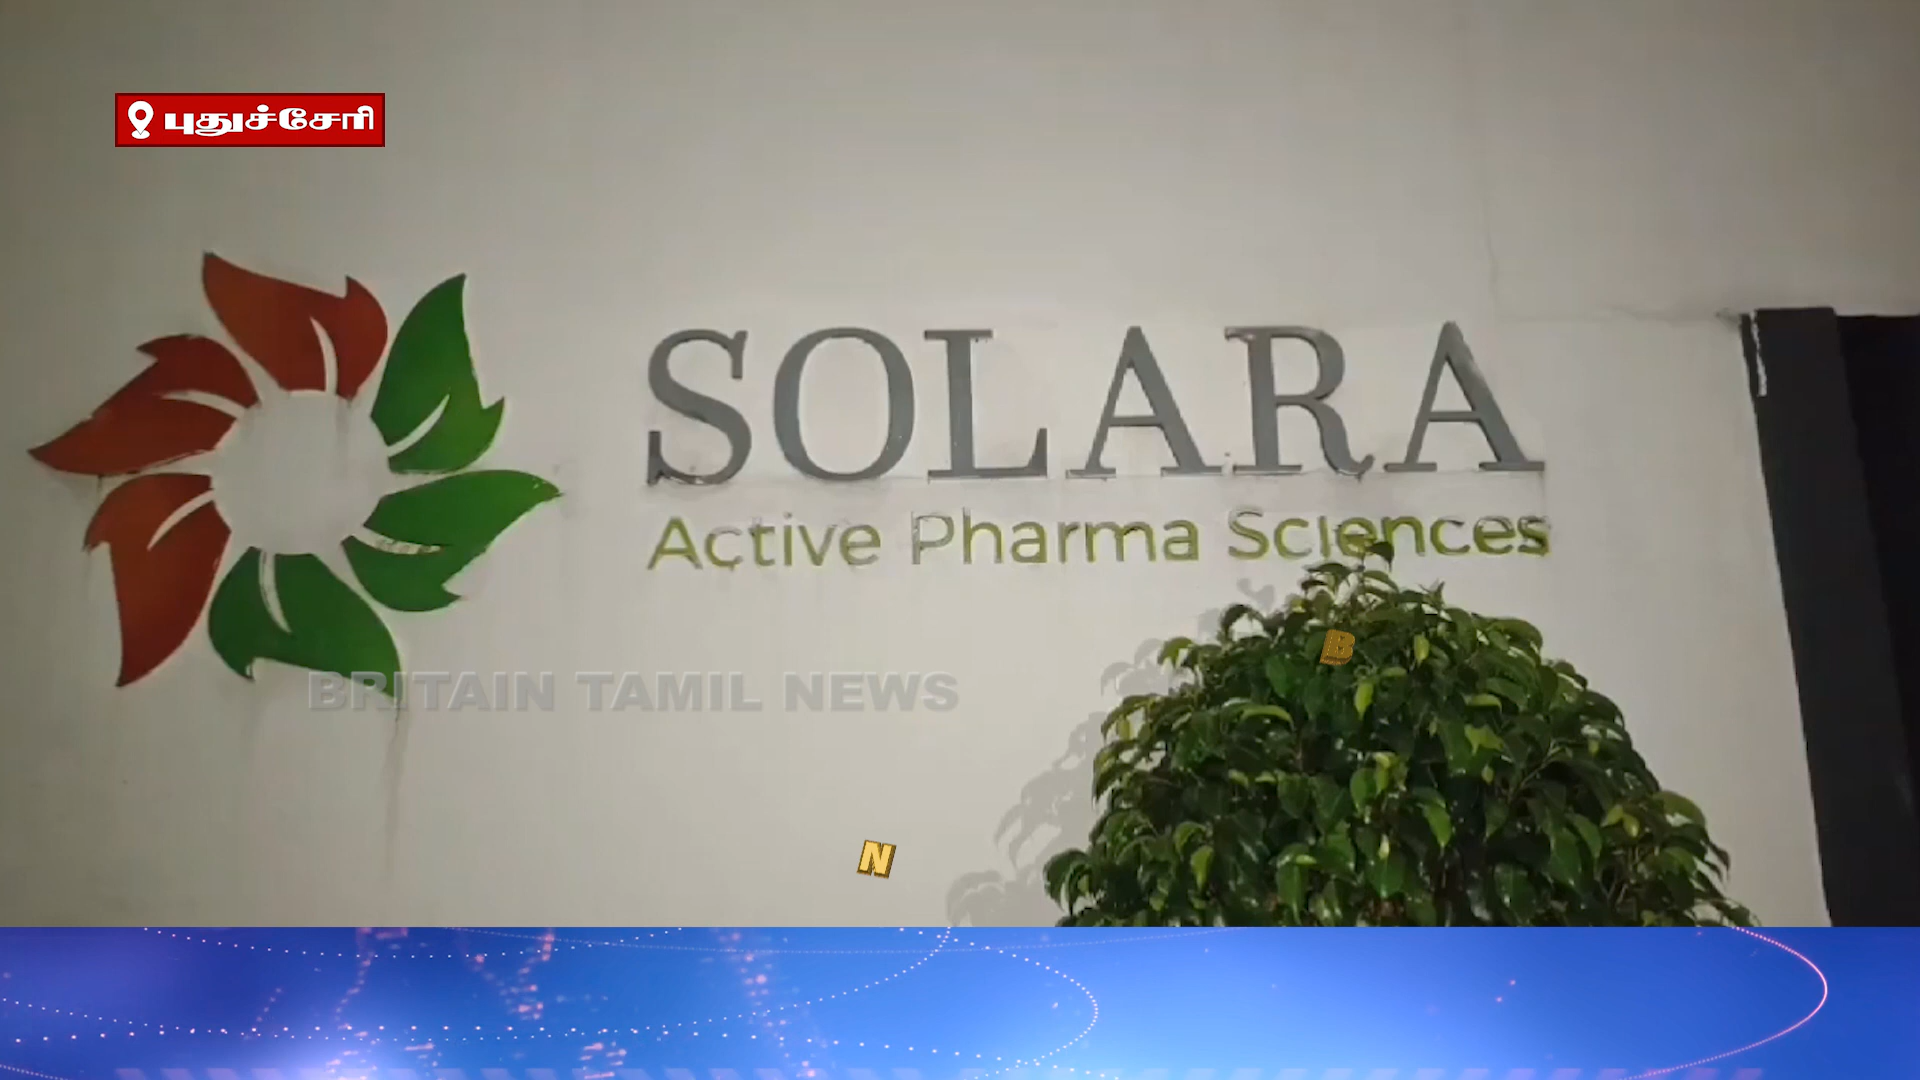 புதுச்சேரி
SOLARA
Active Pharma Sciences
BRITAIN TAMIL NEWS
B
N